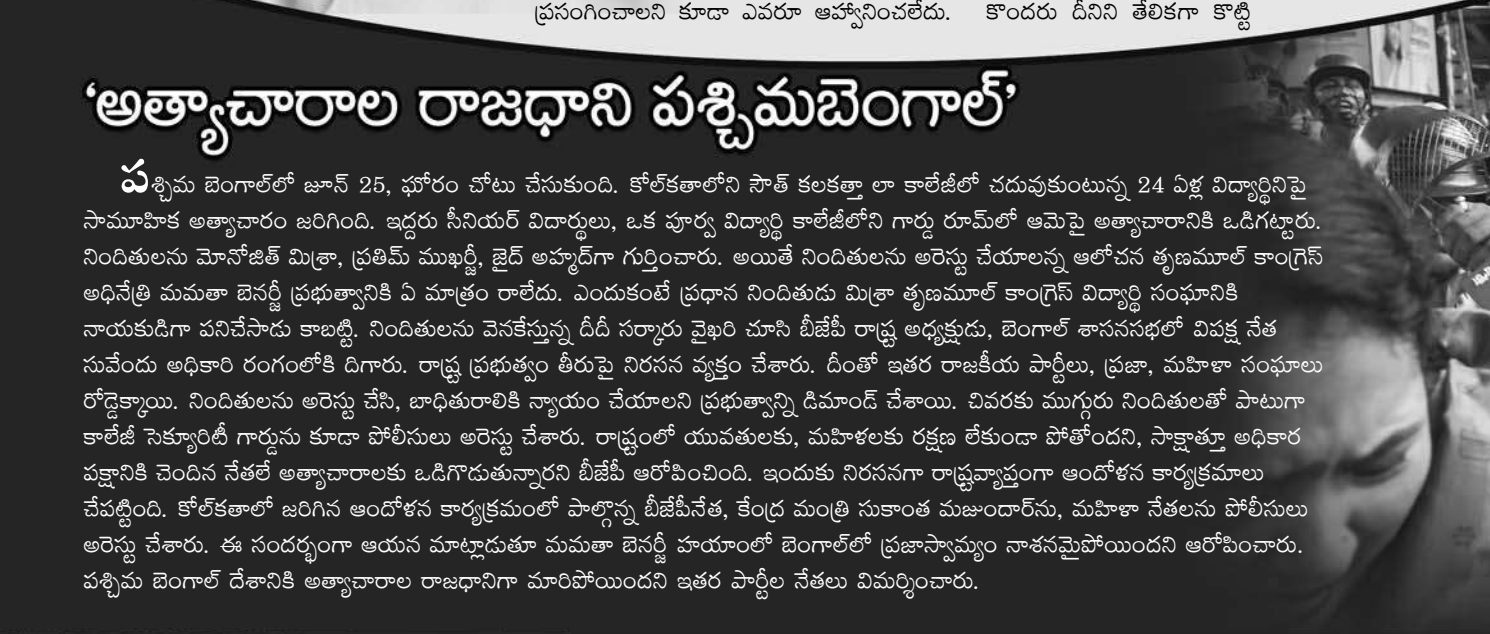 ప్రసంగించాలని కూడా ఎవరూ ఆహ్వానించలేదు. కొందరు దీనిని తేలికగా కొట్టి
‘అత్యాచారాల రాజధాని పశ్చిమబెంగాల్’
పశ్చిమ బెంగాల్‌లో జూన్ 25, ఘోరం చోటు చేసుకుంది. కోల్‌కతాలోని సౌత్ కలకత్తా లా కాలేజీలో చదువుకుంటున్న 24 ఏళ్ల విద్యార్థినిపై
సామూహిక అత్యాచారం జరిగింది. ఇద్దరు సీనియర్ విదార్థులు, ఒక పూర్వ విద్యార్థి కాలేజీలోని గార్డు రూమ్‌లో ఆమెపై అత్యాచారానికి ఒడిగట్టారు.
నిందితులను మోనోజిత్ మిశ్రా, ప్రతిమ్ ముఖర్జీ, జైద్ అహ్మద్‌గా గుర్తించారు. అయితే నిందితులను అరెస్టు చేయాలన్న ఆలోచన తృణమూల్ కాంగ్రెస్
అధినేత్రి మమతా బెనర్జీ ప్రభుత్వానికి ఏ మాత్రం రాలేదు. ఎందుకంటే ప్రధాన నిందితుడు మిశ్రా తృణమూల్ కాంగ్రెస్ విద్యార్థి సంఘానికి
నాయకుడిగా పనిచేసాడు కాబట్టి. నిందితులను వెనకేస్తున్న దీదీ సర్కారు వైఖరి చూసి బీజేపీ రాష్ట్ర అధ్యక్షుడు, బెంగాల్ శాసనసభలో విపక్ష నేత
సువేందు అధికారి రంగంలోకి దిగారు. రాష్ట్ర ప్రభుత్వం తీరుపై నిరసన వ్యక్తం చేశారు. దీంతో ఇతర రాజకీయ పార్టీలు, ప్రజా, మహిళా సంఘాలు
రోడ్డెక్కాయి. నిందితులను అరెస్టు చేసి, బాధితురాలికి న్యాయం చేయాలని ప్రభుత్వాన్ని డిమాండ్ చేశాయి. చివరకు ముగ్గురు నిందితులతో పాటుగా
కాలేజీ సెక్యూరిటీ గార్డును కూడా పోలీసులు అరెస్టు చేశారు. రాష్ట్రంలో యువతులకు, మహిళలకు రక్షణ లేకుండా పోతోందని, సాక్షాత్తూ అధికార
పక్షానికి చెందిన నేతలే అత్యాచారాలకు ఒడిగొడుతున్నారని బీజేపీ ఆరోపించింది. ఇందుకు నిరసనగా రాష్ట్రవ్యాప్తంగా ఆందోళన కార్యక్రమాలు
చేపట్టింది. కోల్‌కతాలో జరిగిన ఆందోళన కార్యక్రమంలో పాల్గొన్న బీజేపీనేత, కేంద్ర మంత్రి సుకాంత మజుందార్‌ను, మహిళా నేతలను పోలీసులు
అరెస్టు చేశారు. ఈ సందర్భంగా ఆయన మాట్లాడుతూ మమతా బెనర్జీ హయాంలో బెంగాల్‌లో ప్రజాస్వామ్యం నాశనమైపోయిందని ఆరోపించారు.
పశ్చిమ బెంగాల్ దేశానికి అత్యాచారాల రాజధానిగా మారిపోయిందని ఇతర పార్టీల నేతలు విమర్శించారు.